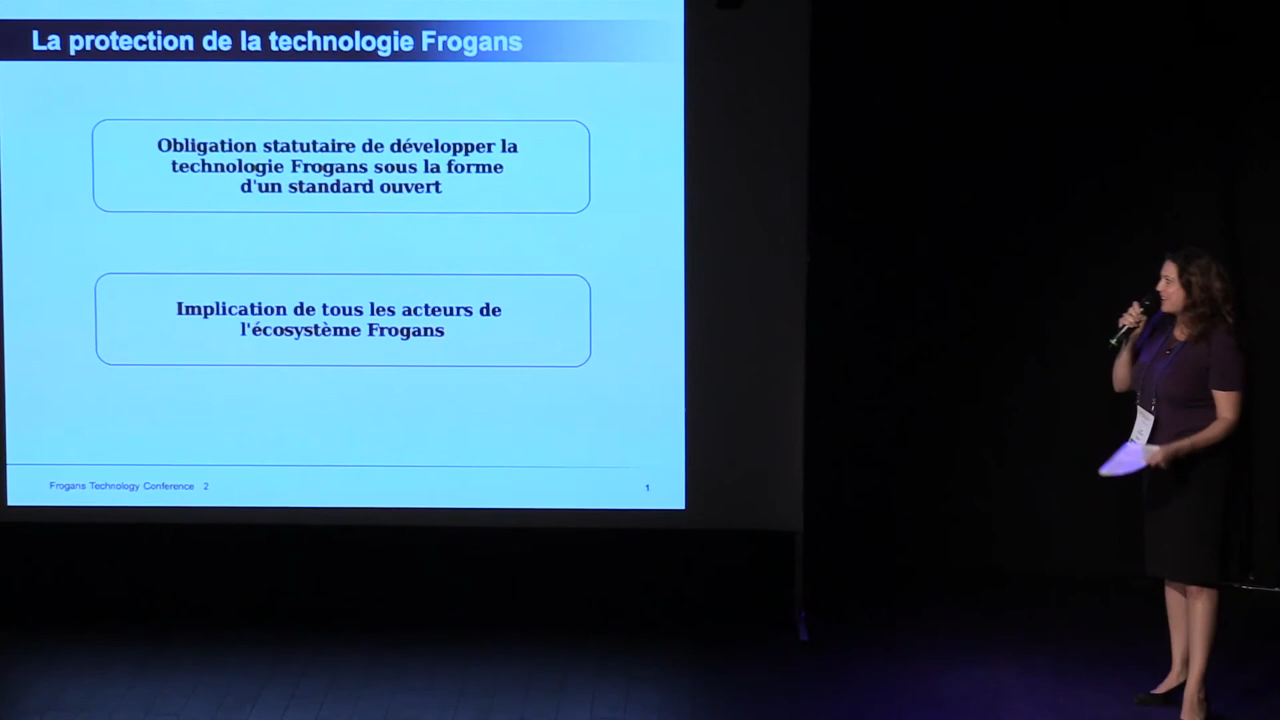 La protection de la technologie Frogans
Obligation statutaire de développer la
technologie Frogans sous la forme
d'un standard ouvert
Implication de tous les acteurs de
l'écosystème Frogans
Frogans Technology Conference 2
1